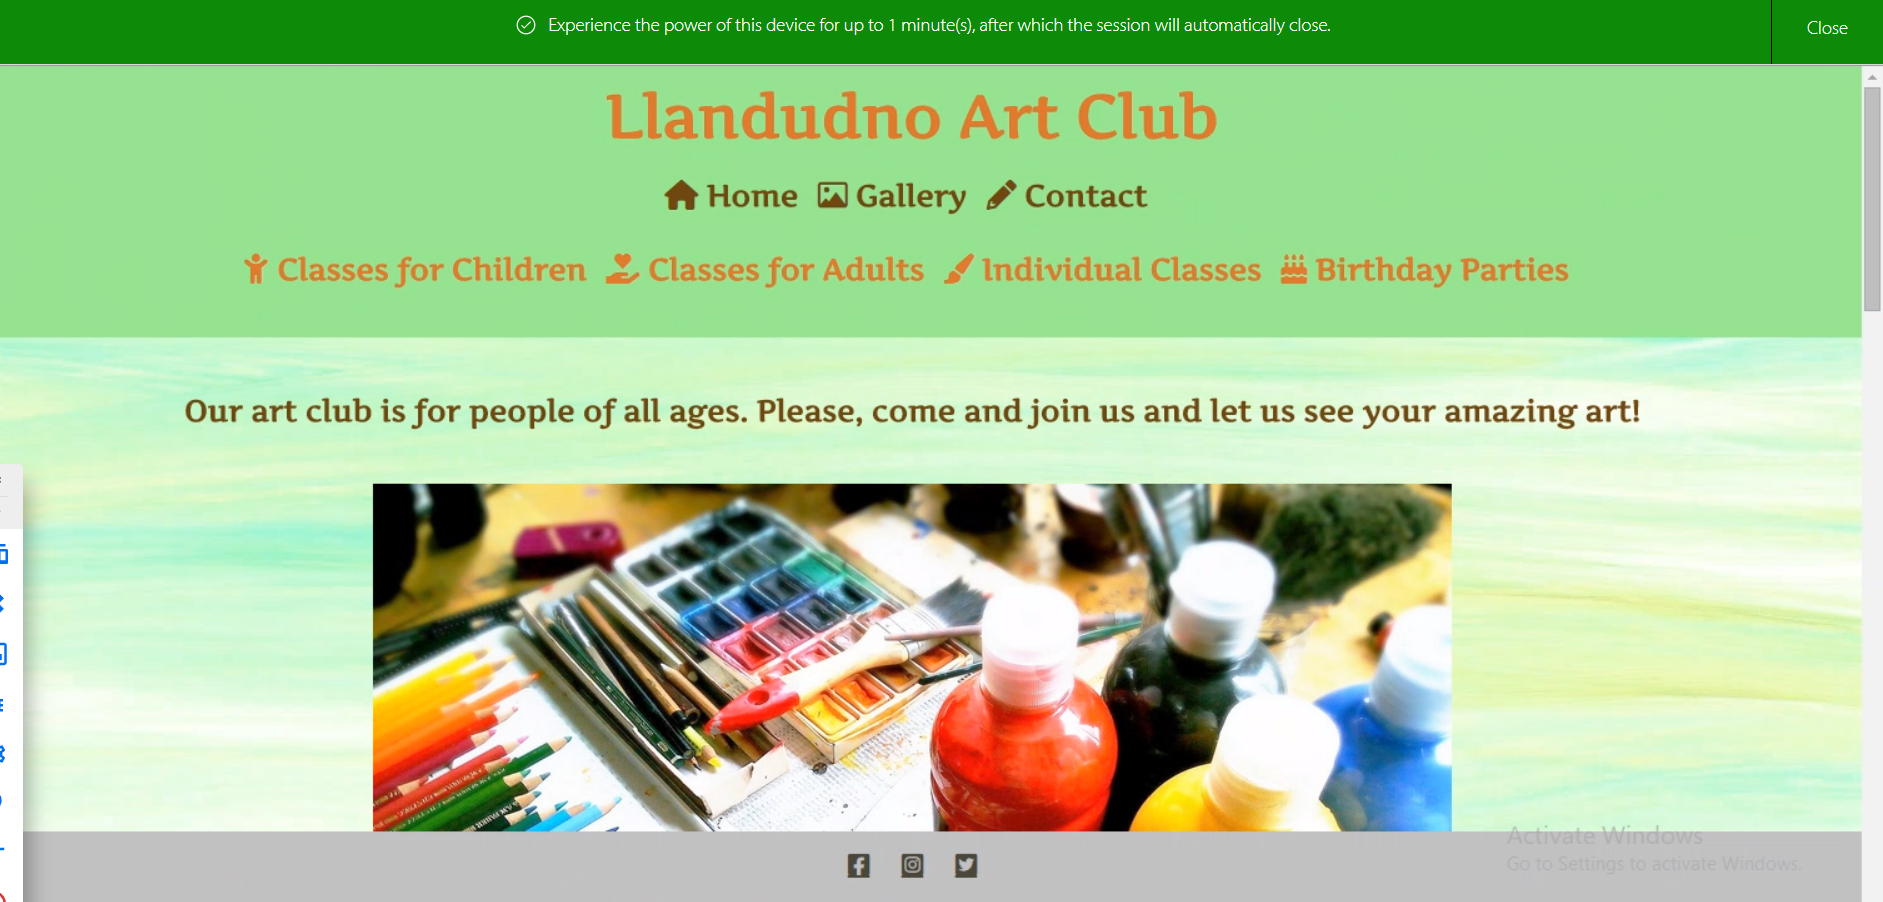 Experience the power of this device for up to 1 minute(s), after which the session will automatically close.
Close
Llandudno Art Club
Home Gallery Contact
Classes for Children Classes for Adults Individual Classes Birthday Parties
Our art club is for people of all ages. Please, come and join us and let us see your amazing art!
Activate Windows
Go to Settings to activate Windows.